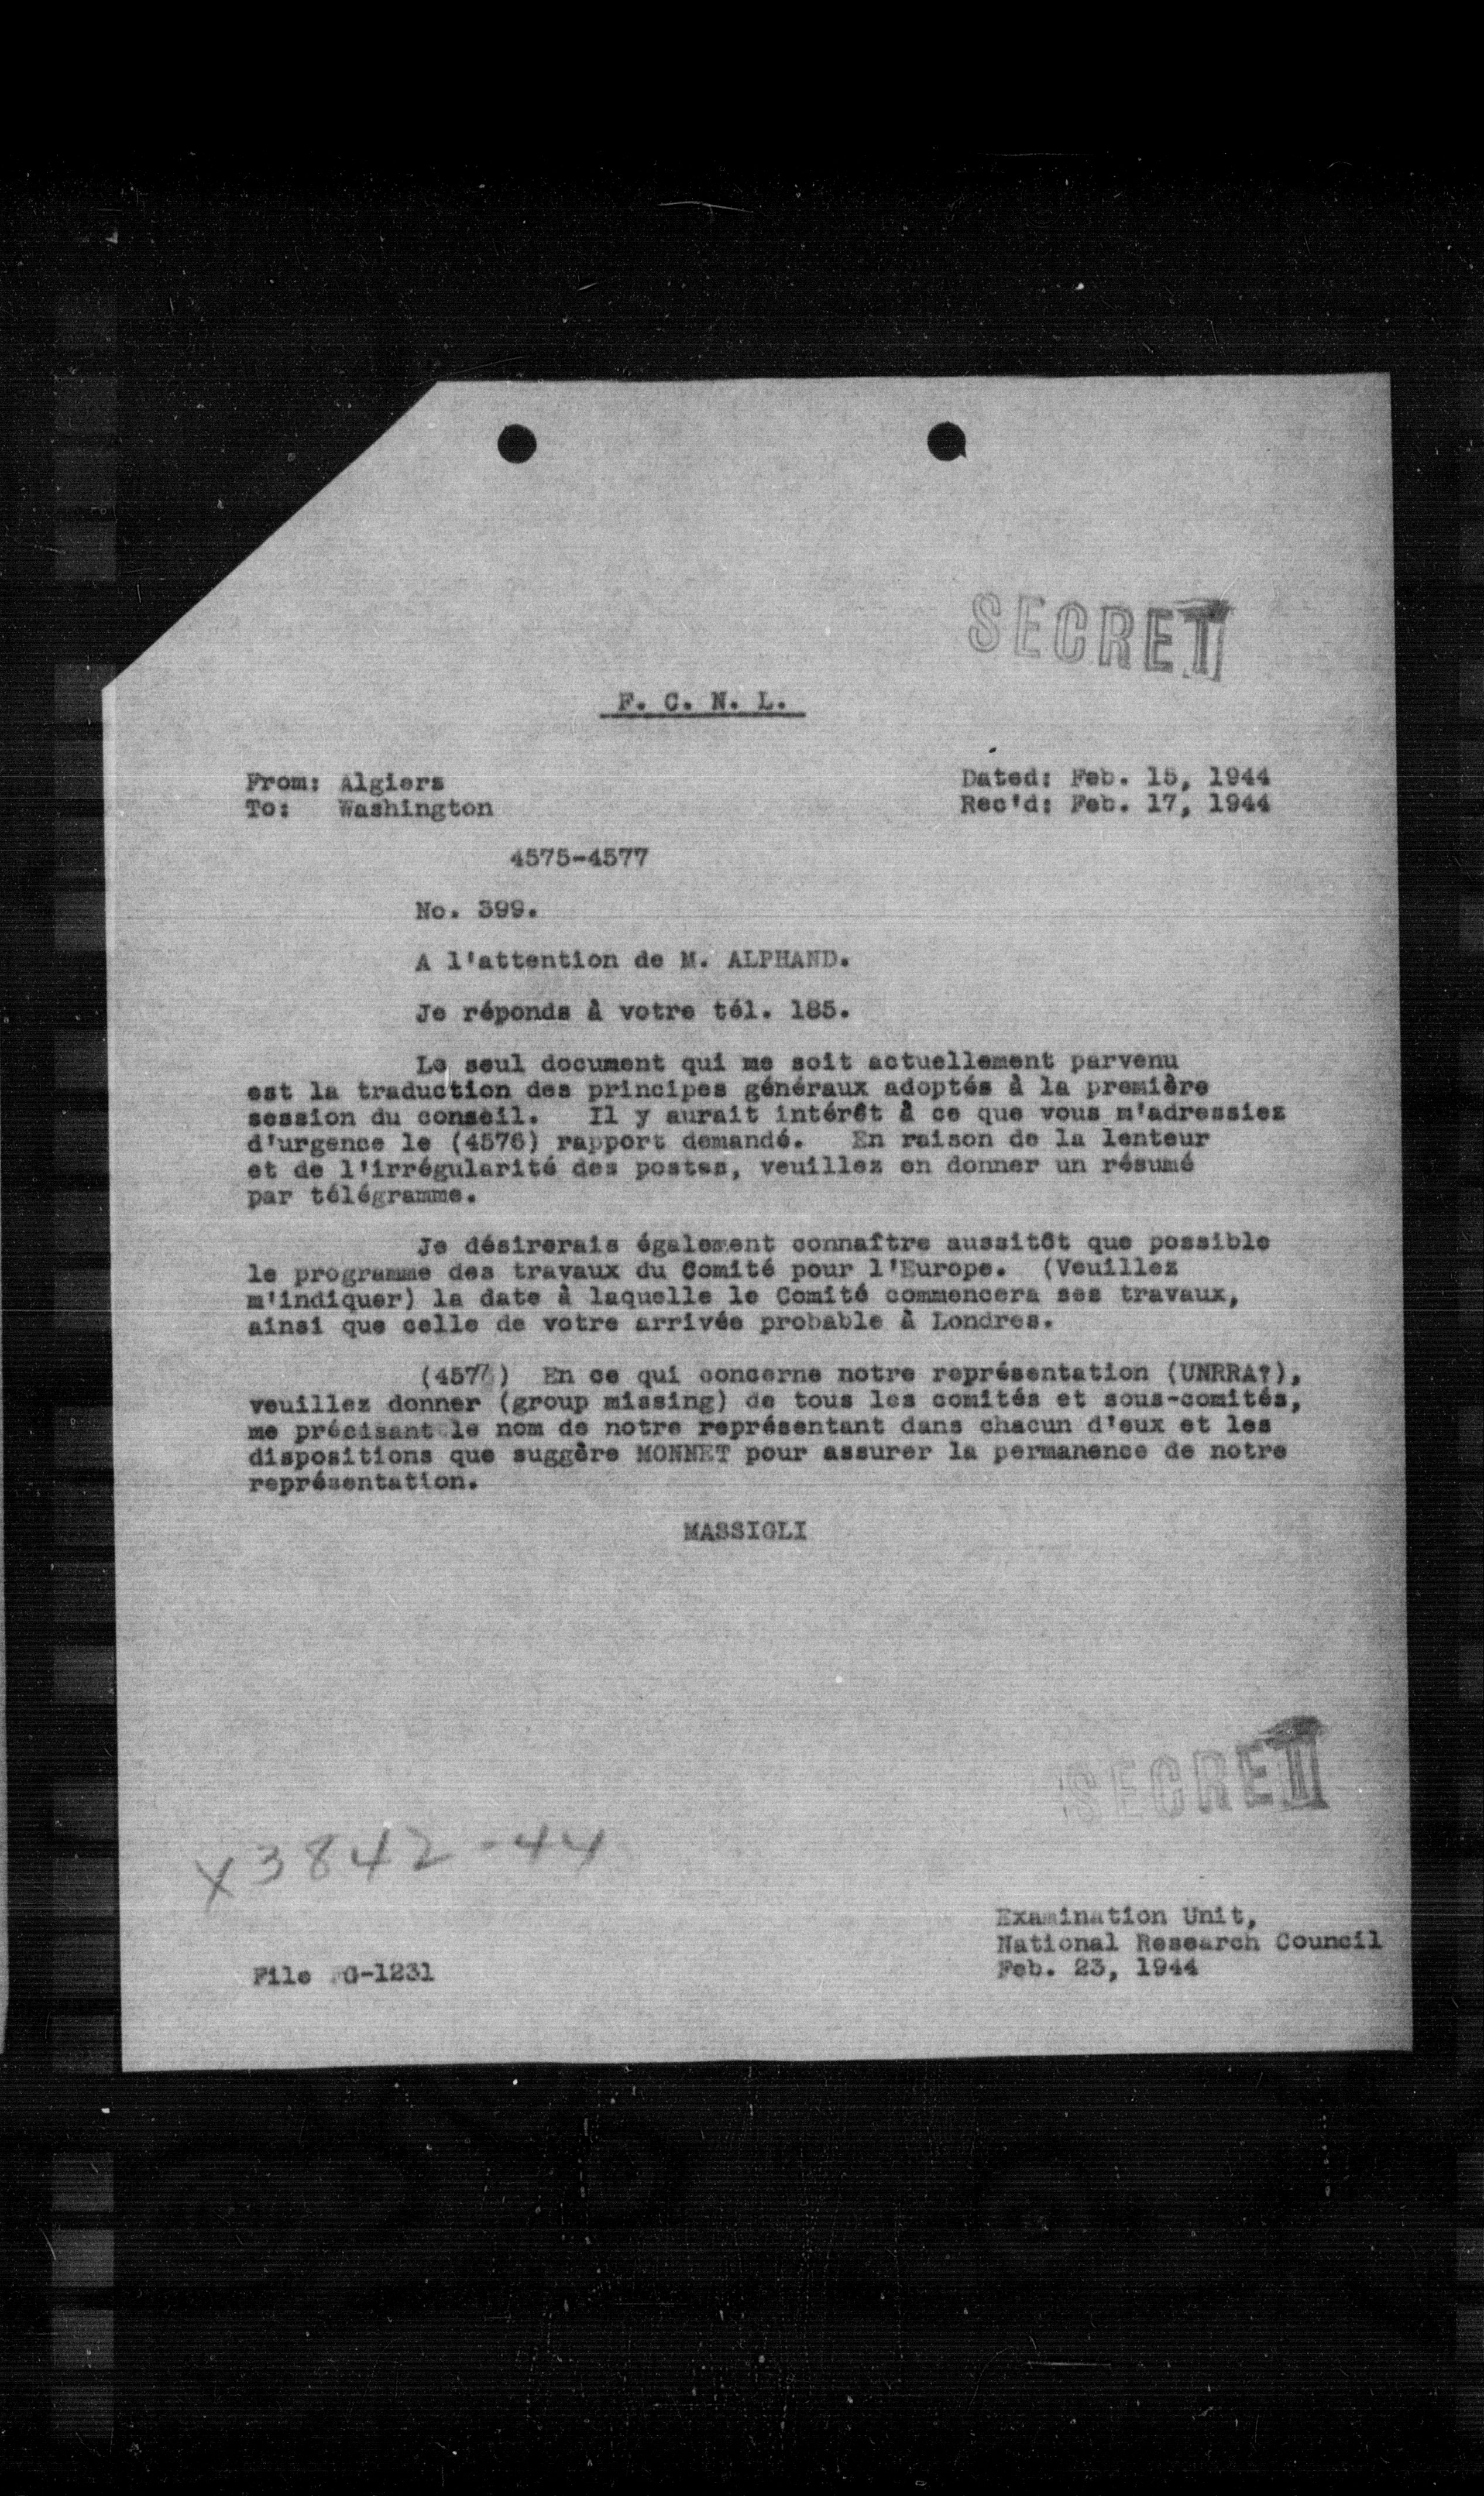 SECRET
F. C. N. L.
From: Algiers
To: Washington
Dated: Feb. 15, 1944
Rec'd: Feb. 17, 1944
4575-4577
No. 399.
A l'attention de M. ALPHAND.
Je réponds à votre tél. 185.
Le seul document qui me soit actuellement parvenu
est la traduction des principes généraux adoptés à la première
session du conseil. Il y aurait intérêt à ce que vous m'adressiez
d'urgence le (4576) rapport demandé. En raison de la lenteur
et de l'irrégularité des postes, veuillez en donner un résumé
par télégramme.
Je désirerais également connaître aussitôt que possible
le programme des travaux du Comité pour l'Europe. (Veuillez
m'indiquer) la date à laquelle le Comité commencera ses travaux,
ainsi que celle de votre arrivée probable à Londres.
(4577) En ce qui concerne notre représentation (UNRRA?),
veuillez donner (group missing) de tous les comités et sous-comités,
me précisant le nom de notre représentant dans chacun d'eux et les
dispositions que suggère MONNET pour assurer la permanence de notre
représentation.
MASSIGLI
SECRET
X3842-44
Examination Unit,
National Research Council
Feb. 23, 1944
File FG-1231